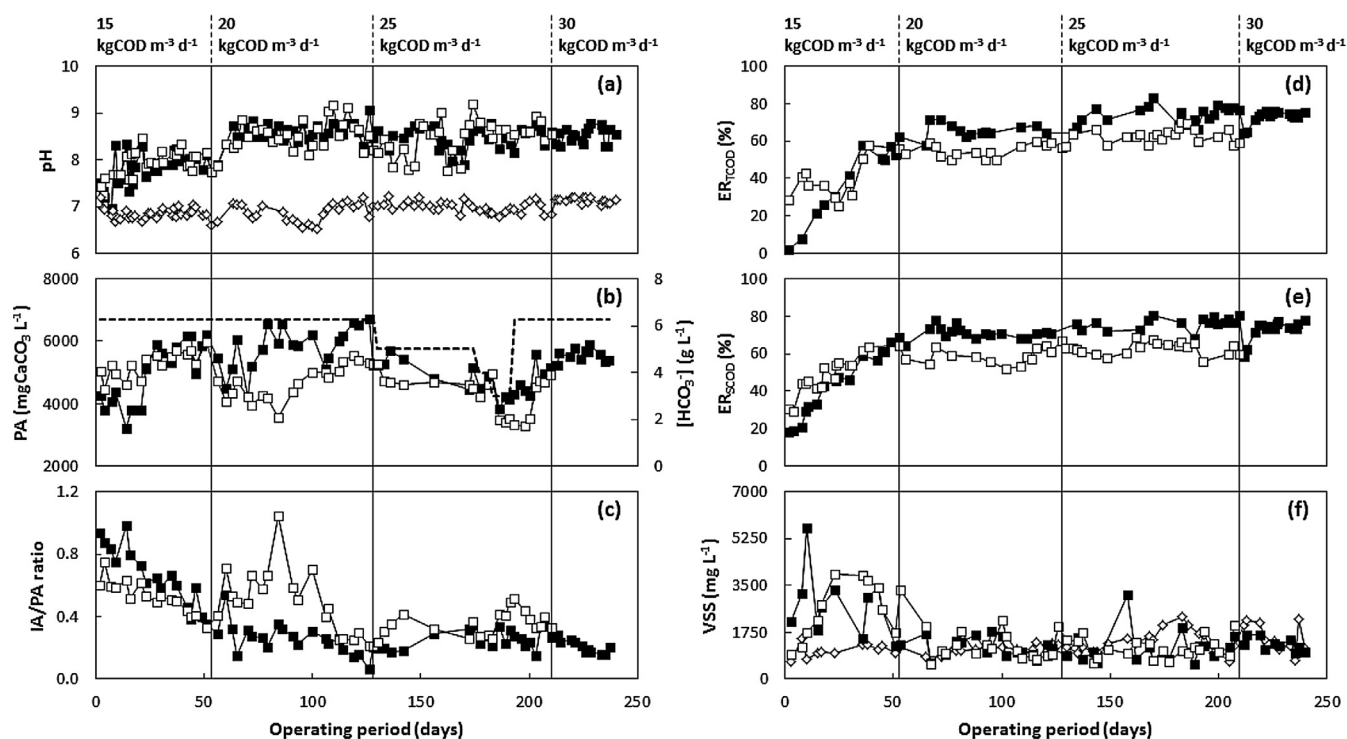 15 20 25 30
kgCOD m-3 d-1 kgCOD m-3 d-1 kgCOD m-3 d-1 kgCOD m-3 d-1
10
9
8
7
6
pH
(a)
8000
6000
4000
2000
PA (mgCaCO3 L-1)
(b)
8
6
4
2
0
[HCO3-] (g L-1)
1.2
0.8
0.4
0.0
IA/PA ratio
(c)
0 50 100 150 200 250
Operating period (days)
15 20 25 30
kgCOD m-3 d-1 kgCOD m-3 d-1 kgCOD m-3 d-1 kgCOD m-3 d-1
100
80
60
40
20
0
ERTCOD (%)
(d)
100
80
60
40
20
0
ERSCOD (%)
(e)
7000
5250
3500
1750
0
VSS (mg L-1)
(f)
0 50 100 150 200 250
Operating period (days)